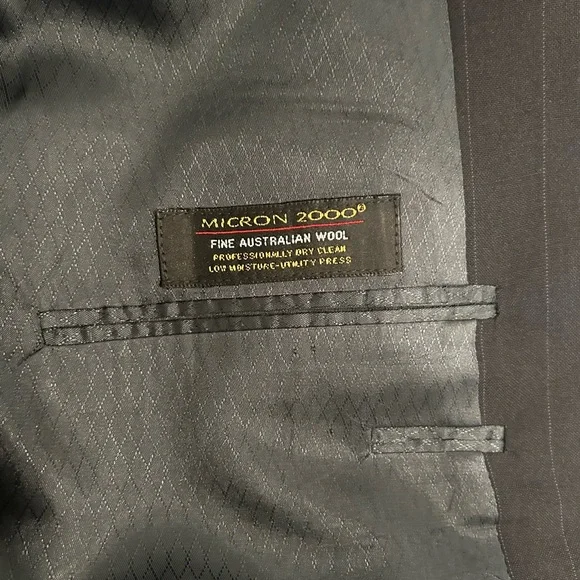 MICRON 2000®
FINE AUSTRALIAN WOOL
PROFESSIONALLY DRY CLEAN
LOW MOISTURE-UTILITY PRESS